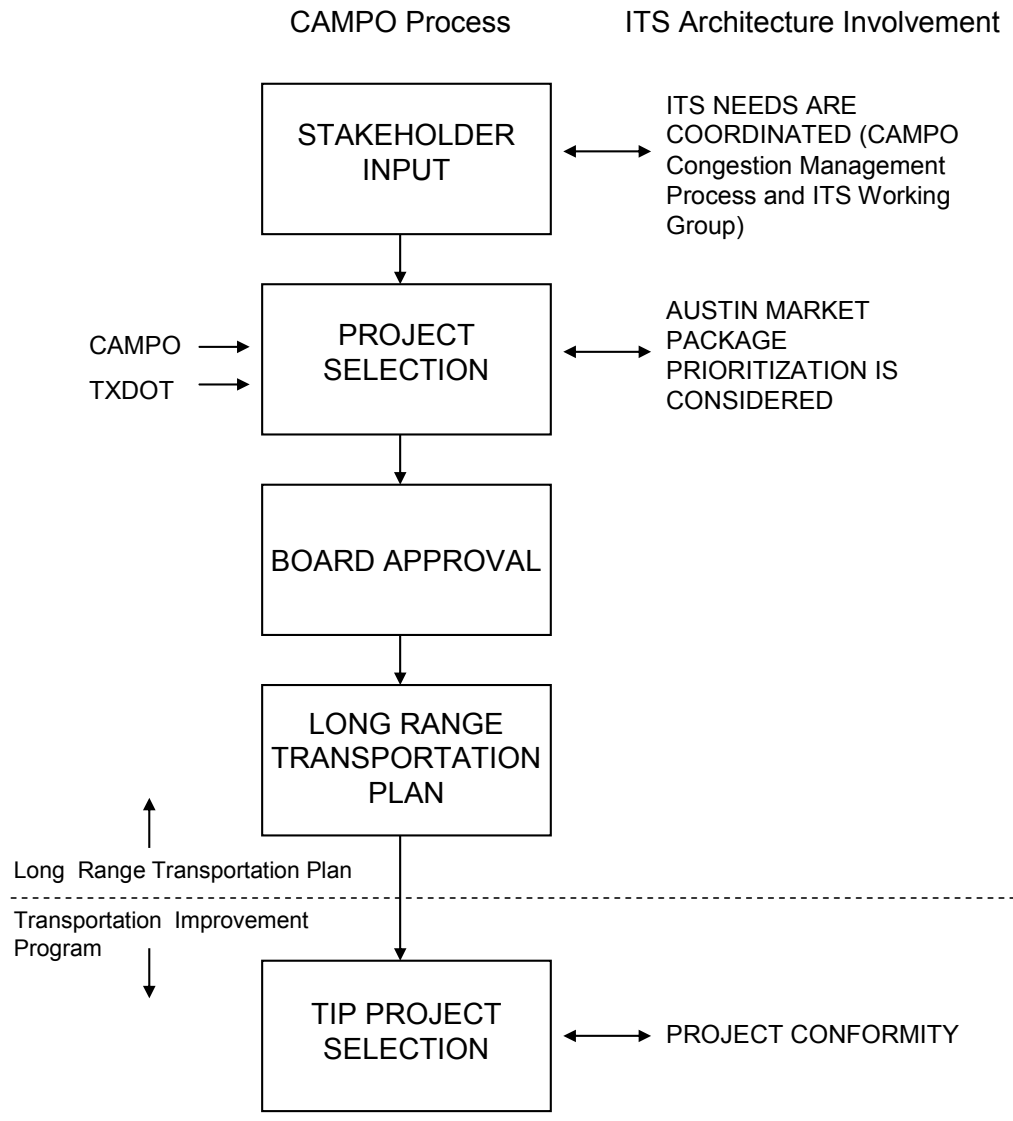 CAMPO Process
ITS Architecture Involvement
STAKEHOLDER
INPUT
ITS NEEDS ARE
COORDINATED (CAMPO
Congestion Management
Process and ITS Working
Group)
CAMPO
TXDOT
PROJECT
SELECTION
AUSTIN MARKET
PACKAGE
PRIORITIZATION IS
CONSIDERED
BOARD APPROVAL
LONG RANGE
TRANSPORTATION
PLAN
Long Range Transportation Plan
Transportation Improvement
Program
TIP PROJECT
SELECTION
PROJECT CONFORMITY